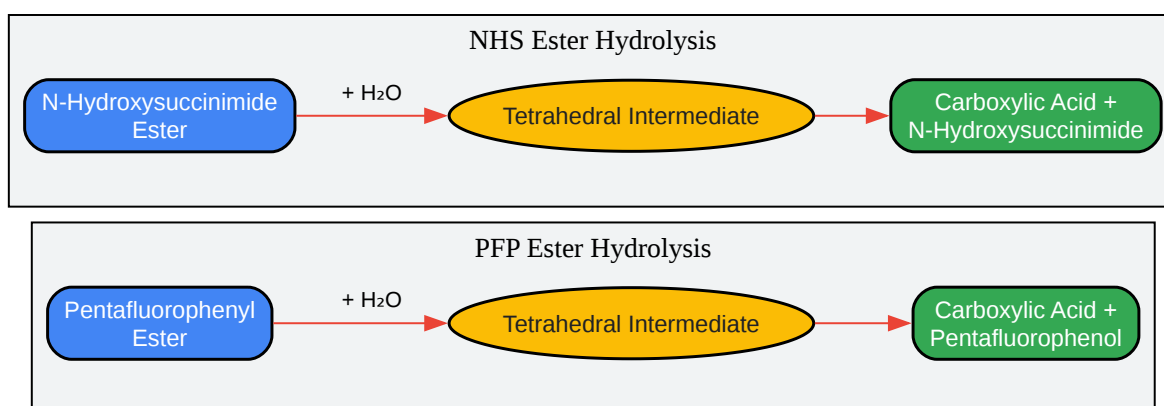 NHS Ester Hydrolysis
N-Hydroxysuccinimide
Ester
+ H₂O
Tetrahedral Intermediate
Carboxylic Acid +
N-Hydroxysuccinimide
PFP Ester Hydrolysis
Pentafluorophenyl
Ester
+ H₂O
Tetrahedral Intermediate
Carboxylic Acid +
Pentafluorophenol